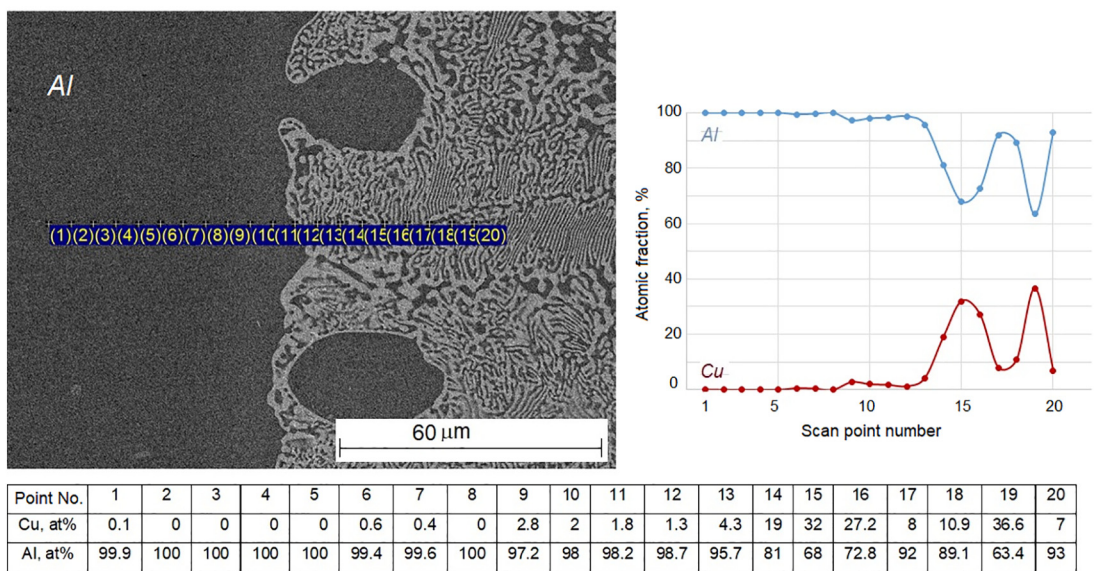 Al
(1)(2)(3)(4)(5)(6)(7)(8)(9)(10(11(12(13(14(15(16(17(18(19(20)
60 μm
100
80
60
40
20
0
Atomic fraction, %
Al
Cu
1 5 10 15 20
Scan point number
Point No. 1 2 3 4 5 6 7 8 9 10 11 12 13 14 15 16 17 18 19 20
Cu, at% 0.1 0 0 0 0 0.6 0.4 0 2.8 2 1.8 1.3 4.3 19 32 27.2 8 10.9 36.6 7
Al, at% 99.9 100 100 100 100 99.4 99.6 100 97.2 98 98.2 98.7 95.7 81 68 72.8 92 89.1 63.4 93